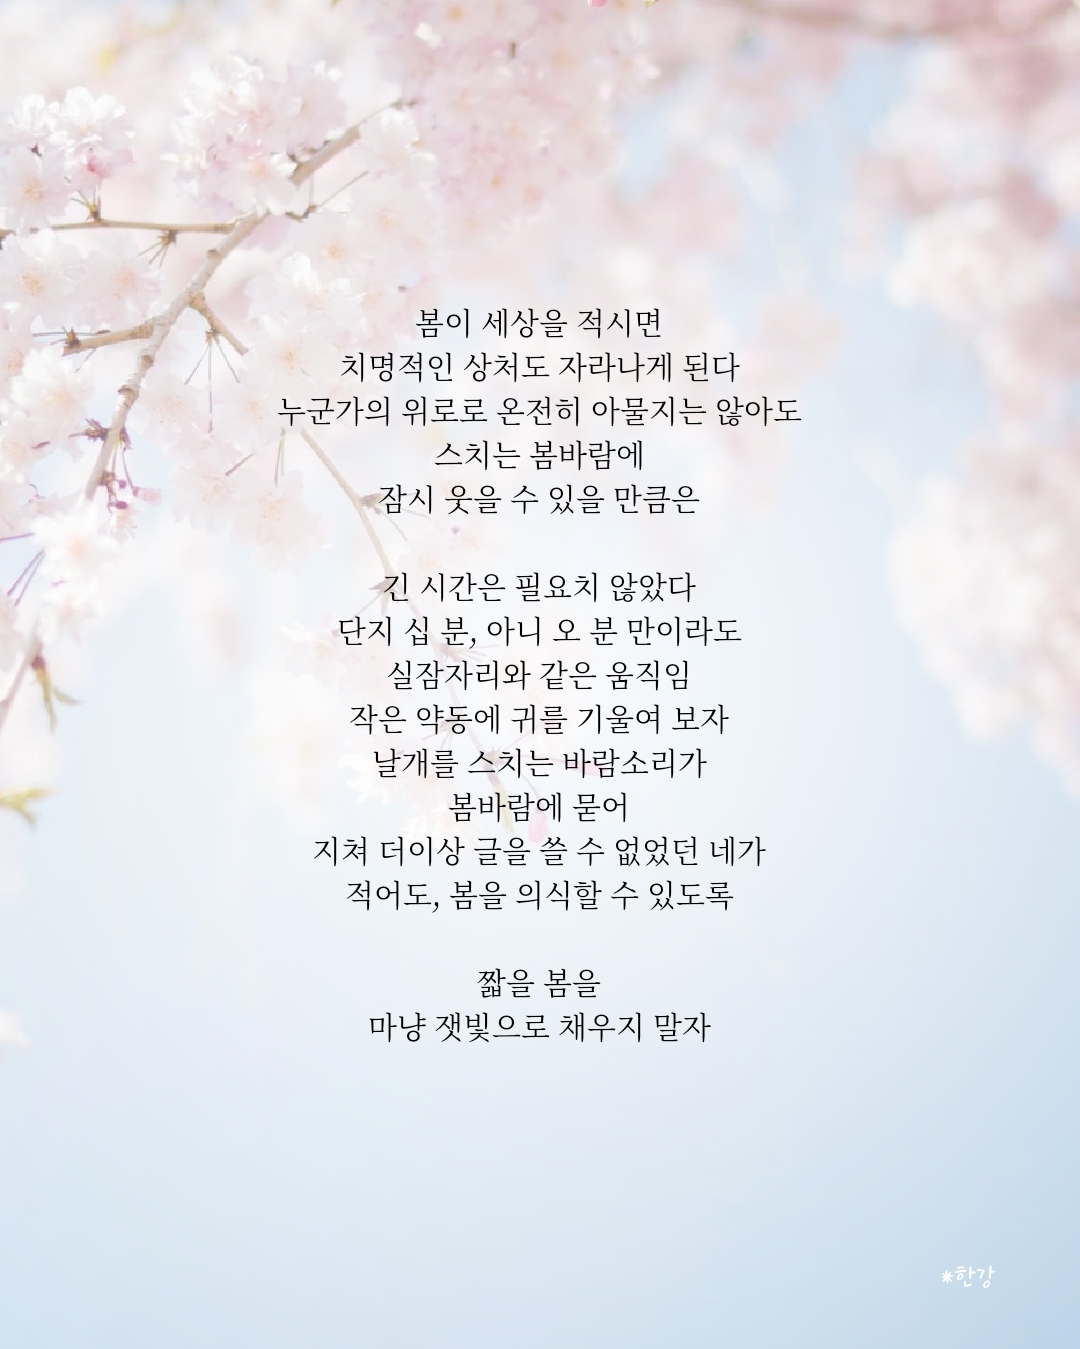 봄이 세상을 적시면
치명적인 상처도 자라나게 된다
누군가의 위로로 온전히 아물지는 않아도
스치는 봄바람에
잠시 웃을 수 있을 만큼은
긴 시간은 필요치 않았다
단지 십 분, 아니 오 분 만이라도
실잠자리와 같은 움직임
작은 약동에 귀를 기울여 보자
날개를 스치는 바람소리가
봄바람에 묻어
지쳐 더이상 글을 쓸 수 없었던 네가
적어도, 봄을 의식할 수 있도록
짧을 봄을
마냥 잿빛으로 채우지 말자
*한강